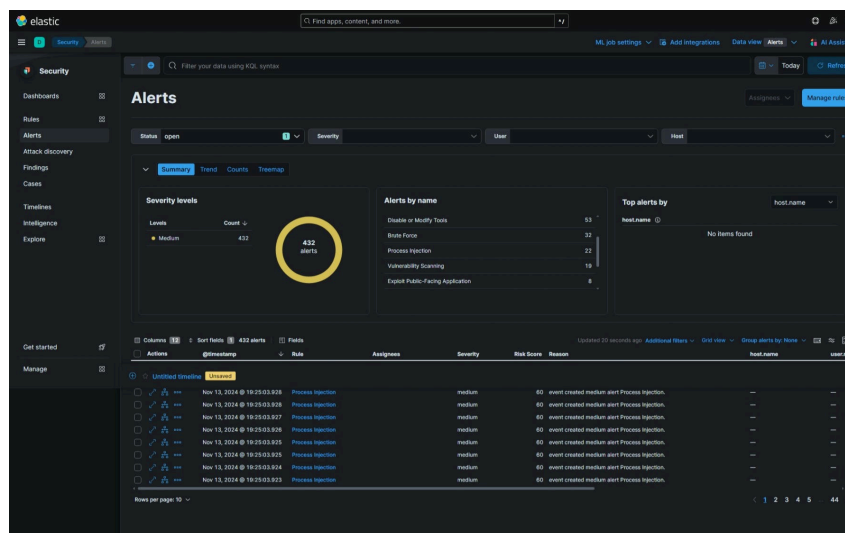 elastic
Find apps, content, and more.
D
Security
Alerts
ML job settings
Add integrations
Data view
Alerts
Security
Filter your data using KQL syntax
Today
Dashboards
Alerts
Assignees
Manage rule
Rules
Alerts
Status open 1
Severity
User
Host
Attack discovery
Findings
Summary Trend Counts Treemap
Cases
Severity levels
Alerts by name
Top alerts by
host.name
Timelines
Levels Count
Disable or Modify Tools 53
host.name
Intelligence
Medium 432
Brute Force 32
No items found
Explore
432
alerts
Process Injection 22
Vulnerability Scanning 19
Exploit Public-Facing Application 8
Get started
Columns 12 Sort fields 1 432 alerts Fields
Updated 20 seconds ago Additional filters Grid view Group alerts by: None
Actions @timestamp Rule Assignees Severity Risk Score Reason host.name
Manage
Untitled timeline Unsaved
Nov 13, 2024 @ 19:25:03.928 Process Injection medium 60 event created medium alert Process Injection. — —
Nov 13, 2024 @ 19:25:03.928 Process Injection medium 60 event created medium alert Process Injection. — —
Nov 13, 2024 @ 19:25:03.927 Process Injection medium 60 event created medium alert Process Injection. — —
Nov 13, 2024 @ 19:25:03.926 Process Injection medium 60 event created medium alert Process Injection. — —
Nov 13, 2024 @ 19:25:03.925 Process Injection medium 60 event created medium alert Process Injection. — —
Nov 13, 2024 @ 19:25:03.925 Process Injection medium 60 event created medium alert Process Injection. — —
Nov 13, 2024 @ 19:25:03.924 Process Injection medium 60 event created medium alert Process Injection. — —
Nov 13, 2024 @ 19:25:03.923 Process Injection medium 60 event created medium alert Process Injection. — —
Rows per page: 10
1 2 3 4 5 44